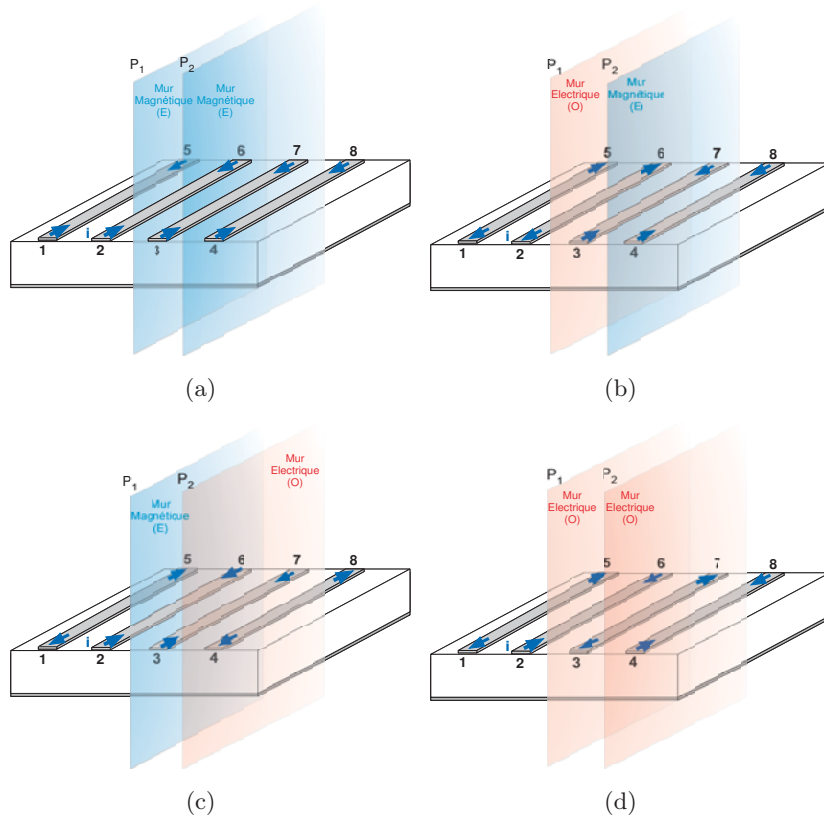 P1 P2
Mur
Magnétique
(E)
Mur
Magnétique
(E)
5 6 7 8
i
1 2 3 4
(a)
P1 P2
Mur
Electrique
(O)
Mur
Magnétique
(E)
5 6 7 8
i
1 2 3 4
(b)
P1 P2
Mur
Magnétique
(E)
Mur
Electrique
(O)
5 6 7 8
i
1 2 3 4
(c)
P1 P2
Mur
Electrique
(O)
Mur
Electrique
(O)
5 6 7 8
i
1 2 3 4
(d)